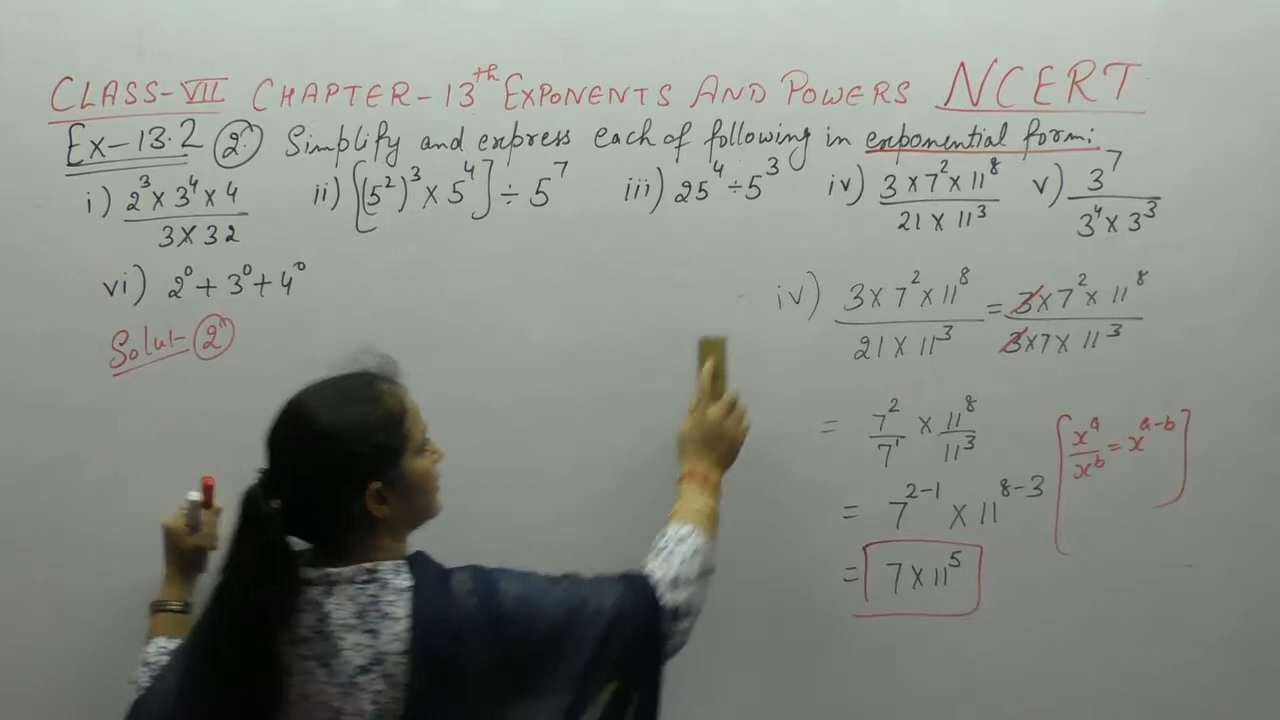 CLASS-VII CHAPTER-13th EXPONENTS AND POWERS NCERT
Ex-13.2 (2) Simplify and express each of following in exponential form:
i) (2³ × 3⁴ × 4)/(3 × 32) ii) [(5²)³ × 5⁴] ÷ 5⁷ iii) 25⁴ ÷ 5³ iv) (3 × 7² × 11⁸)/(21 × 11³) v) 3⁷/(3⁴ × 3³)
vi) 2⁰ + 3⁰ + 4⁰
Solut- (2)
iv) (3 × 7² × 11⁸)/(21 × 11³) = (3 × 7² × 11⁸)/(3 × 7 × 11³)
= 7²/7¹ × 11⁸/11³ [xᵃ/xᵇ = xᵃ⁻ᵇ]
= 7²⁻¹ × 11⁸⁻³
= 7 × 11⁵